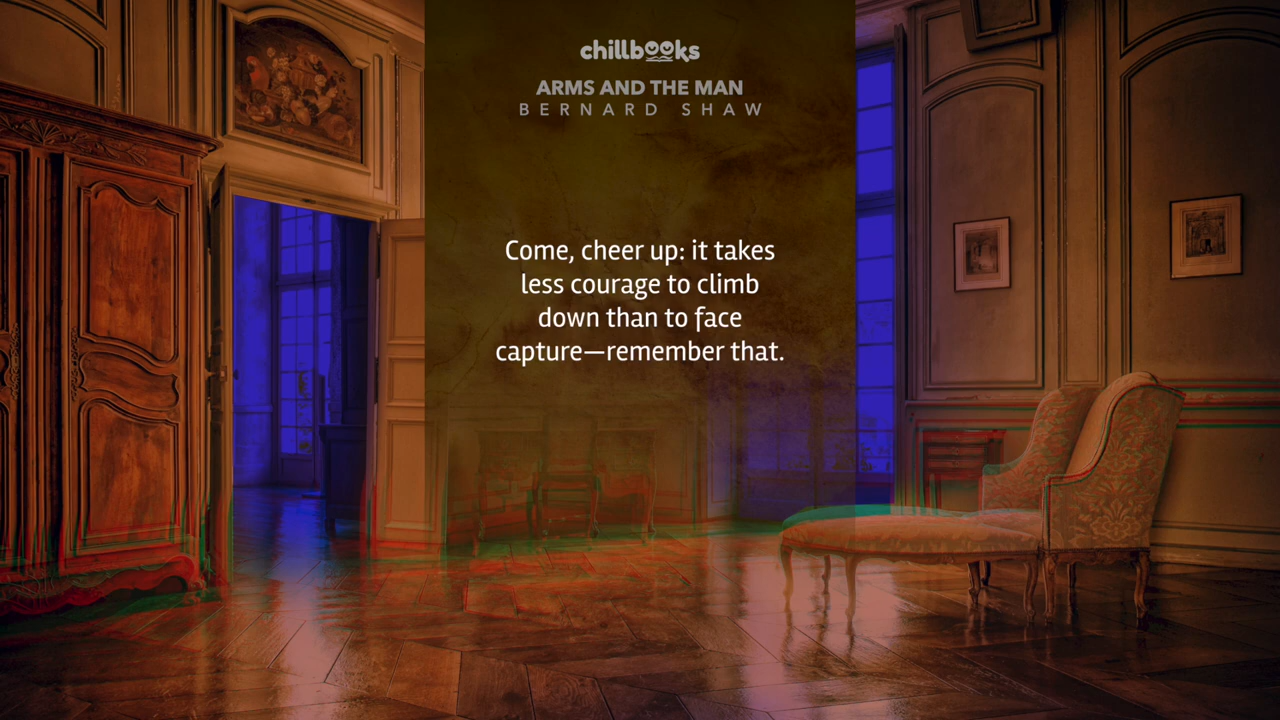 chillbooks
ARMS AND THE MAN
BERNARD SHAW
Come, cheer up: it takes
less courage to climb
down than to face
capture—remember that.